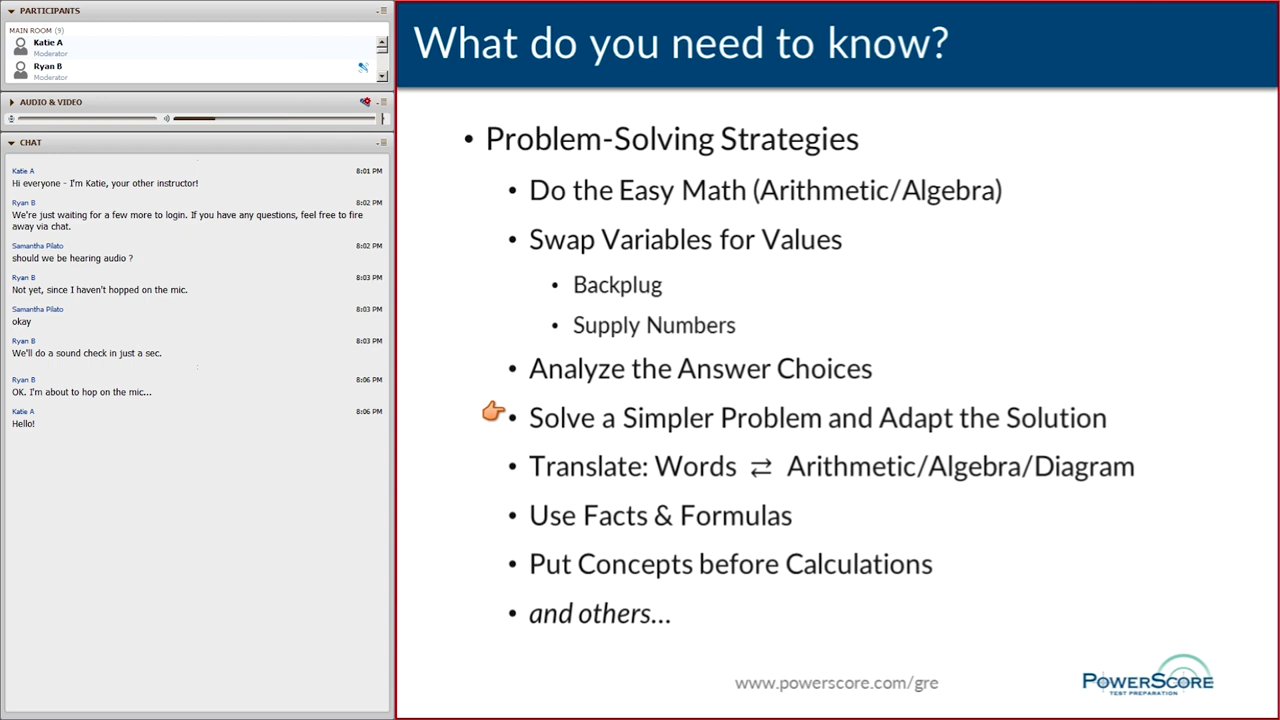 PARTICIPANTS
MAIN ROOM (9)
Katie A
Moderator
Ryan B
Moderator
AUDIO & VIDEO
CHAT
Katie A 8:01 PM
Hi everyone - I'm Katie, your other instructor!
Ryan B 8:02 PM
We're just waiting for a few more to login. If you have any questions, feel free to fire
away via chat.
Samantha Pilato 8:02 PM
should we be hearing audio ?
Ryan B 8:03 PM
Not yet, since I haven't hopped on the mic.
Samantha Pilato 8:03 PM
okay
Ryan B 8:03 PM
We'll do a sound check in just a sec.
Ryan B 8:06 PM
OK. I'm about to hop on the mic...
Katie A 8:06 PM
Hello!
What do you need to know?
• Problem-Solving Strategies
• Do the Easy Math (Arithmetic/Algebra)
• Swap Variables for Values
• Backplug
• Supply Numbers
• Analyze the Answer Choices
• Solve a Simpler Problem and Adapt the Solution
• Translate: Words ⇄ Arithmetic/Algebra/Diagram
• Use Facts & Formulas
• Put Concepts before Calculations
• and others...
www.powerscore.com/gre
POWERSCORE
TEST PREPARATION